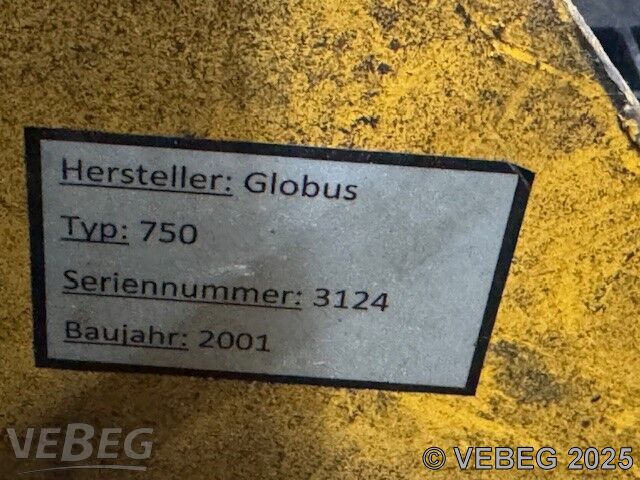 Hersteller: Globus
Typ: 750
Seriennummer: 3124
Baujahr: 2001
VEBEG
© VEBEG 2025